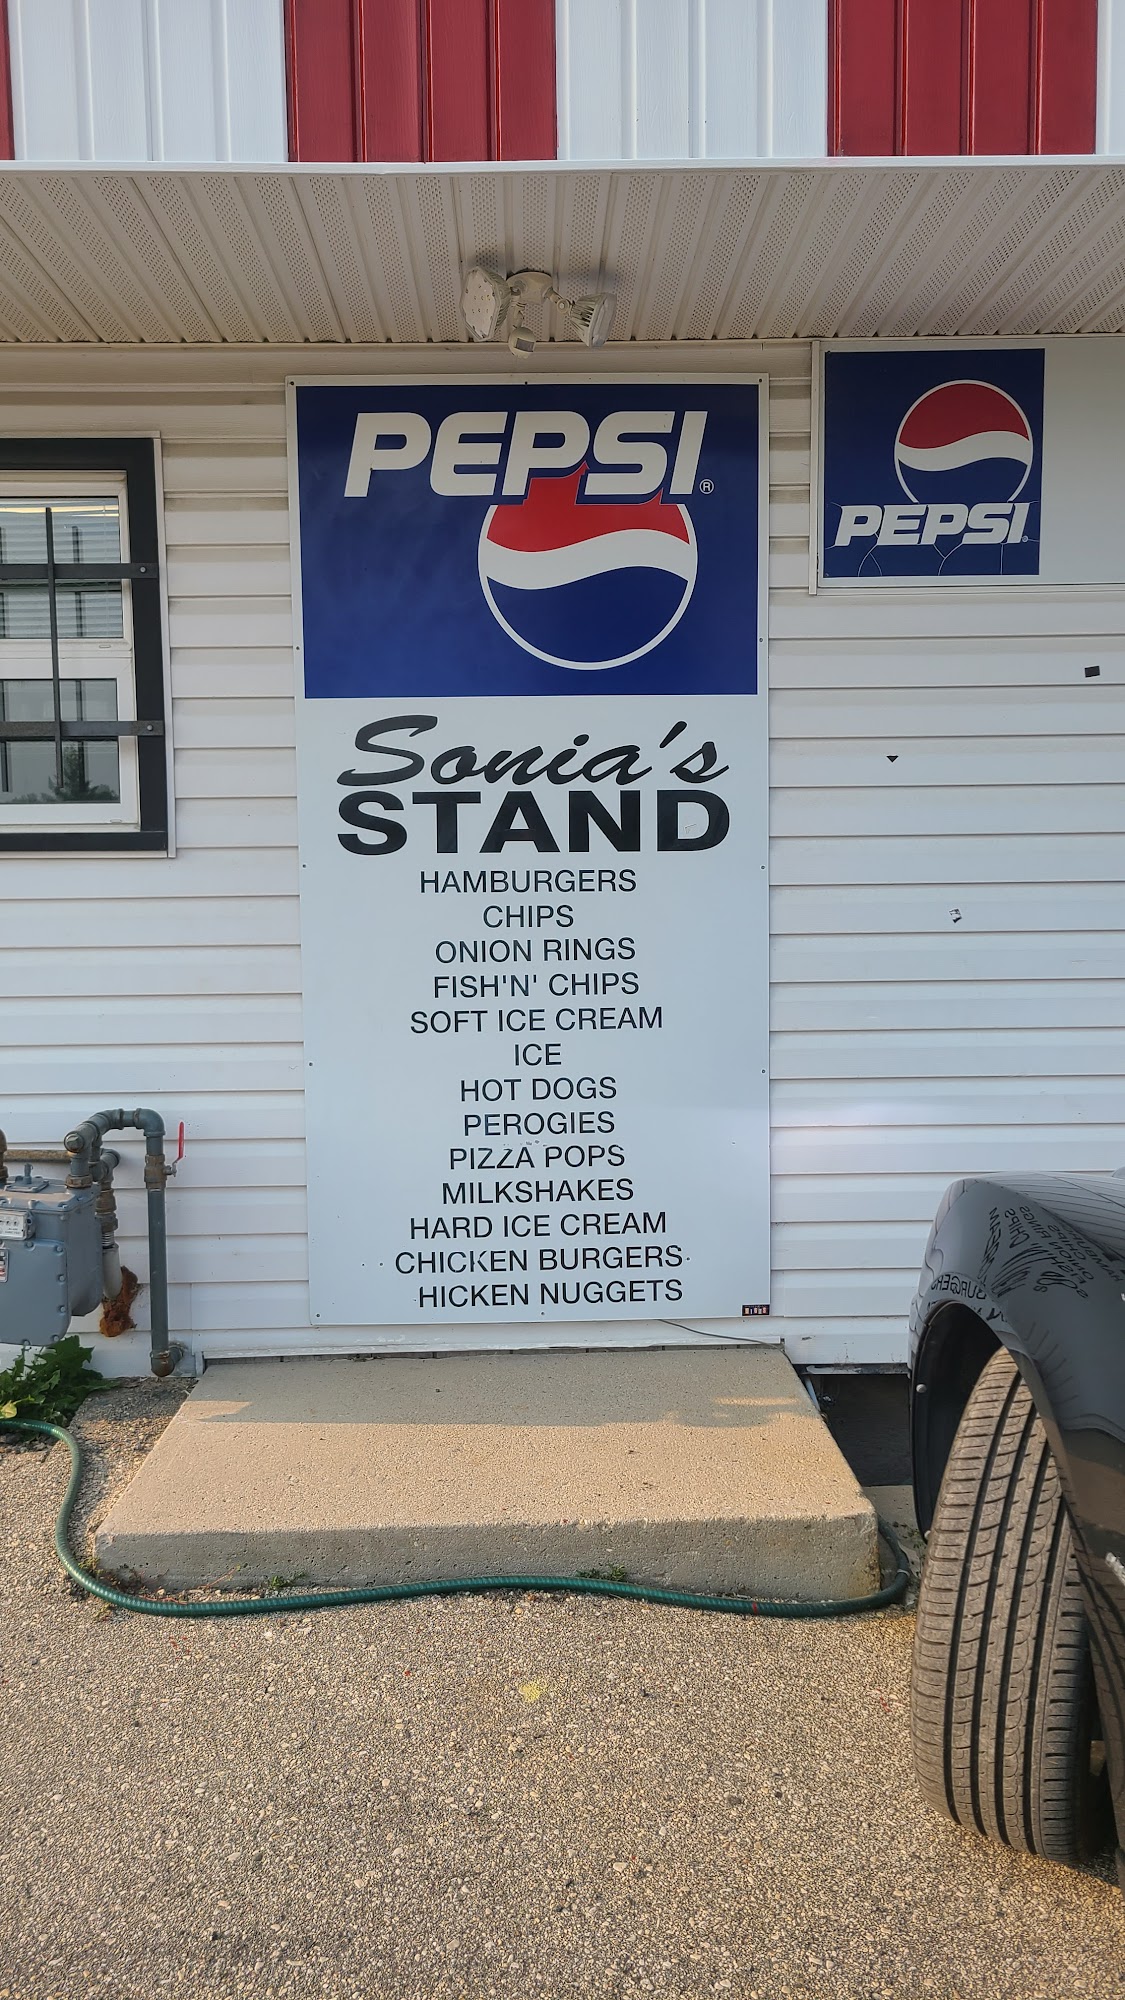 PEPSI®
PEPSI
Sonia's
STAND
HAMBURGERS
CHIPS
ONION RINGS
FISH'N' CHIPS
SOFT ICE CREAM
ICE
HOT DOGS
PEROGIES
PIZZA POPS
MILKSHAKES
HARD ICE CREAM
CHICKEN BURGERS
HICKEN NUGGETS